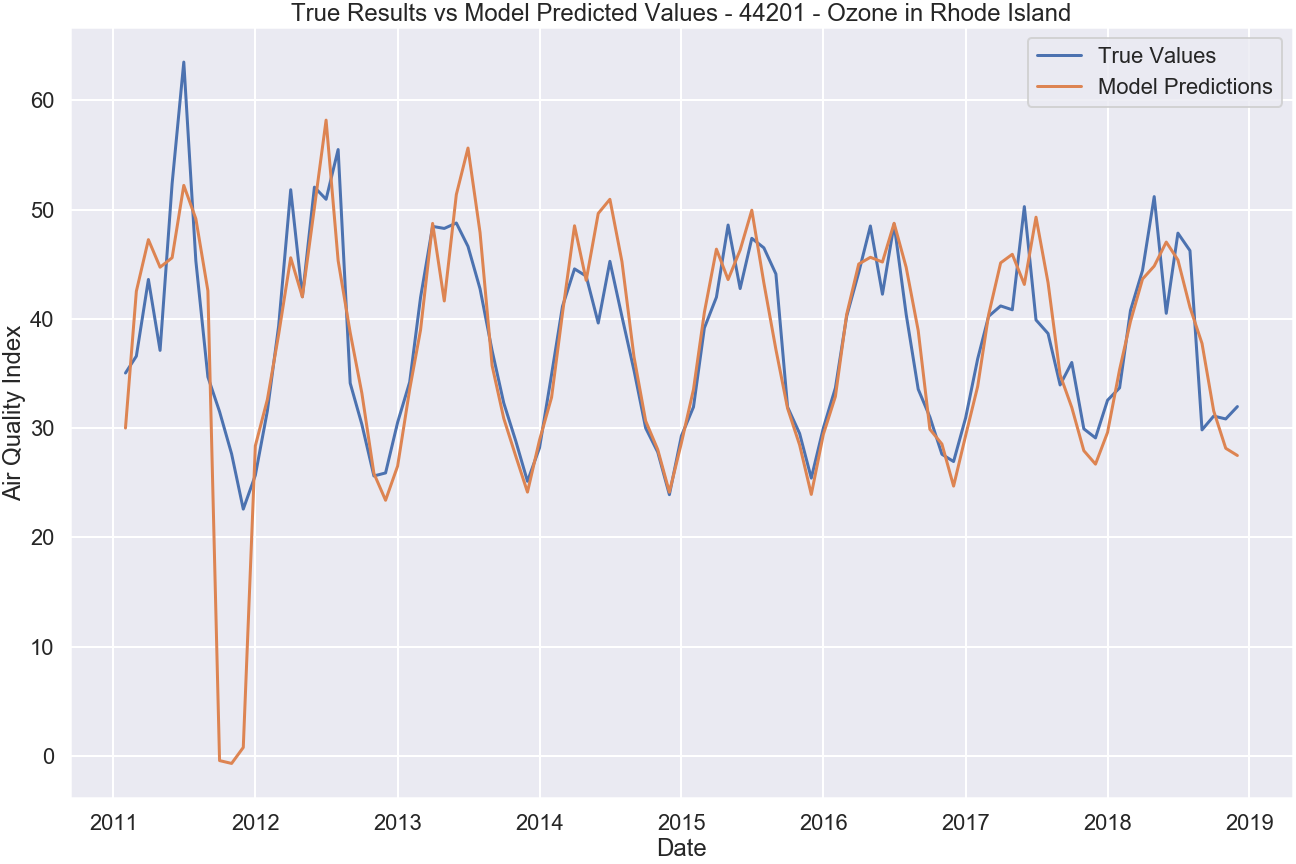 True Results vs Model Predicted Values - 44201 - Ozone in Rhode Island
True Values
Model Predictions
Air Quality Index
60
50
40
30
20
10
0
2011 2012 2013 2014 2015 2016 2017 2018 2019
Date